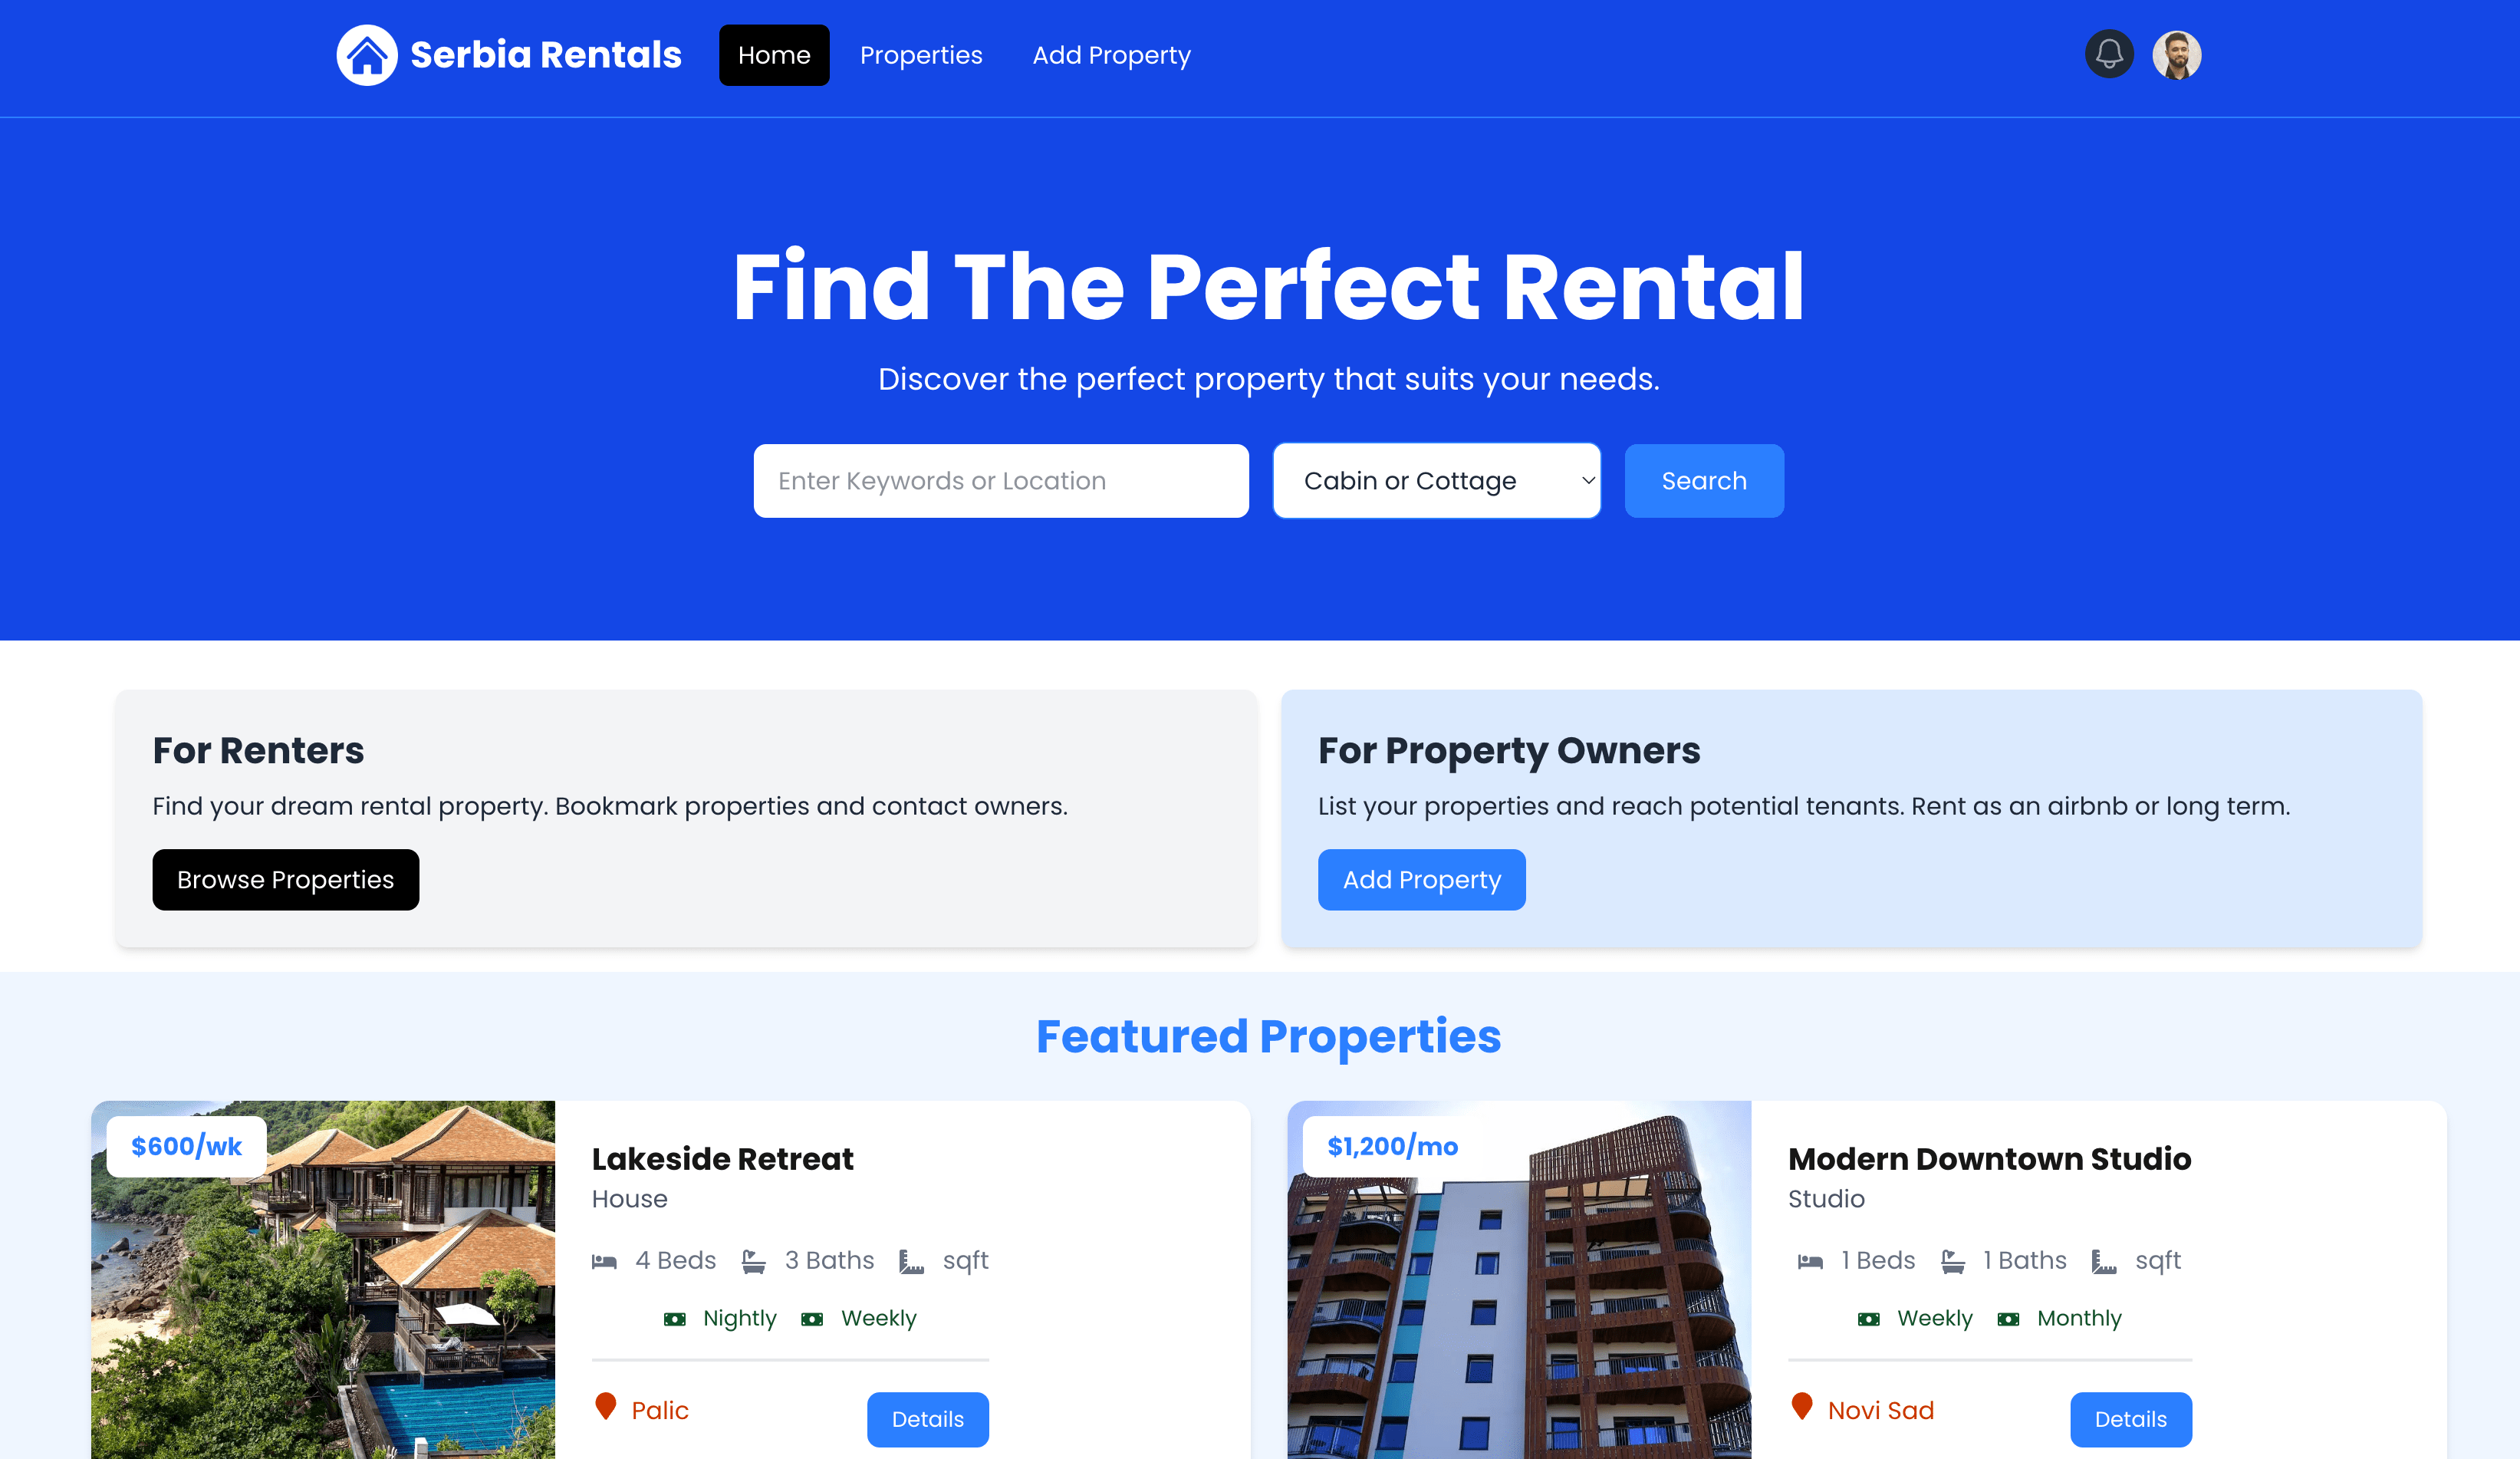 Serbia Rentals
Home
Properties
Add Property
Find The Perfect Rental
Discover the perfect property that suits your needs.
Enter Keywords or Location
Cabin or Cottage
Search
For Renters
Find your dream rental property. Bookmark properties and contact owners.
Browse Properties
For Property Owners
List your properties and reach potential tenants. Rent as an airbnb or long term.
Add Property
Featured Properties
$600/wk
Lakeside Retreat
House
4 Beds 3 Baths sqft
Nightly Weekly
Palic
Details
$1,200/mo
Modern Downtown Studio
Studio
1 Beds 1 Baths sqft
Weekly Monthly
Novi Sad
Details